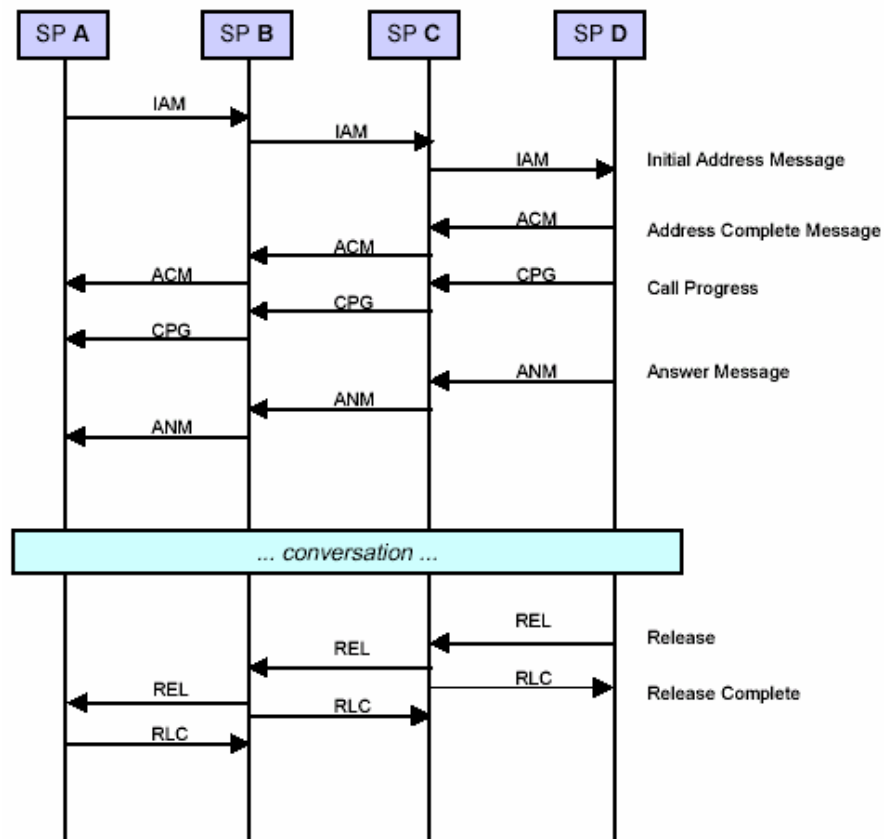 SP A
SP B
SP C
SP D
IAM
IAM
IAM
Initial Address Message
ACM
Address Complete Message
ACM
ACM
CPG
Call Progress
CPG
CPG
ANM
Answer Message
ANM
ANM
... conversation ...
REL
Release
REL
RLC
Release Complete
REL
RLC
RLC